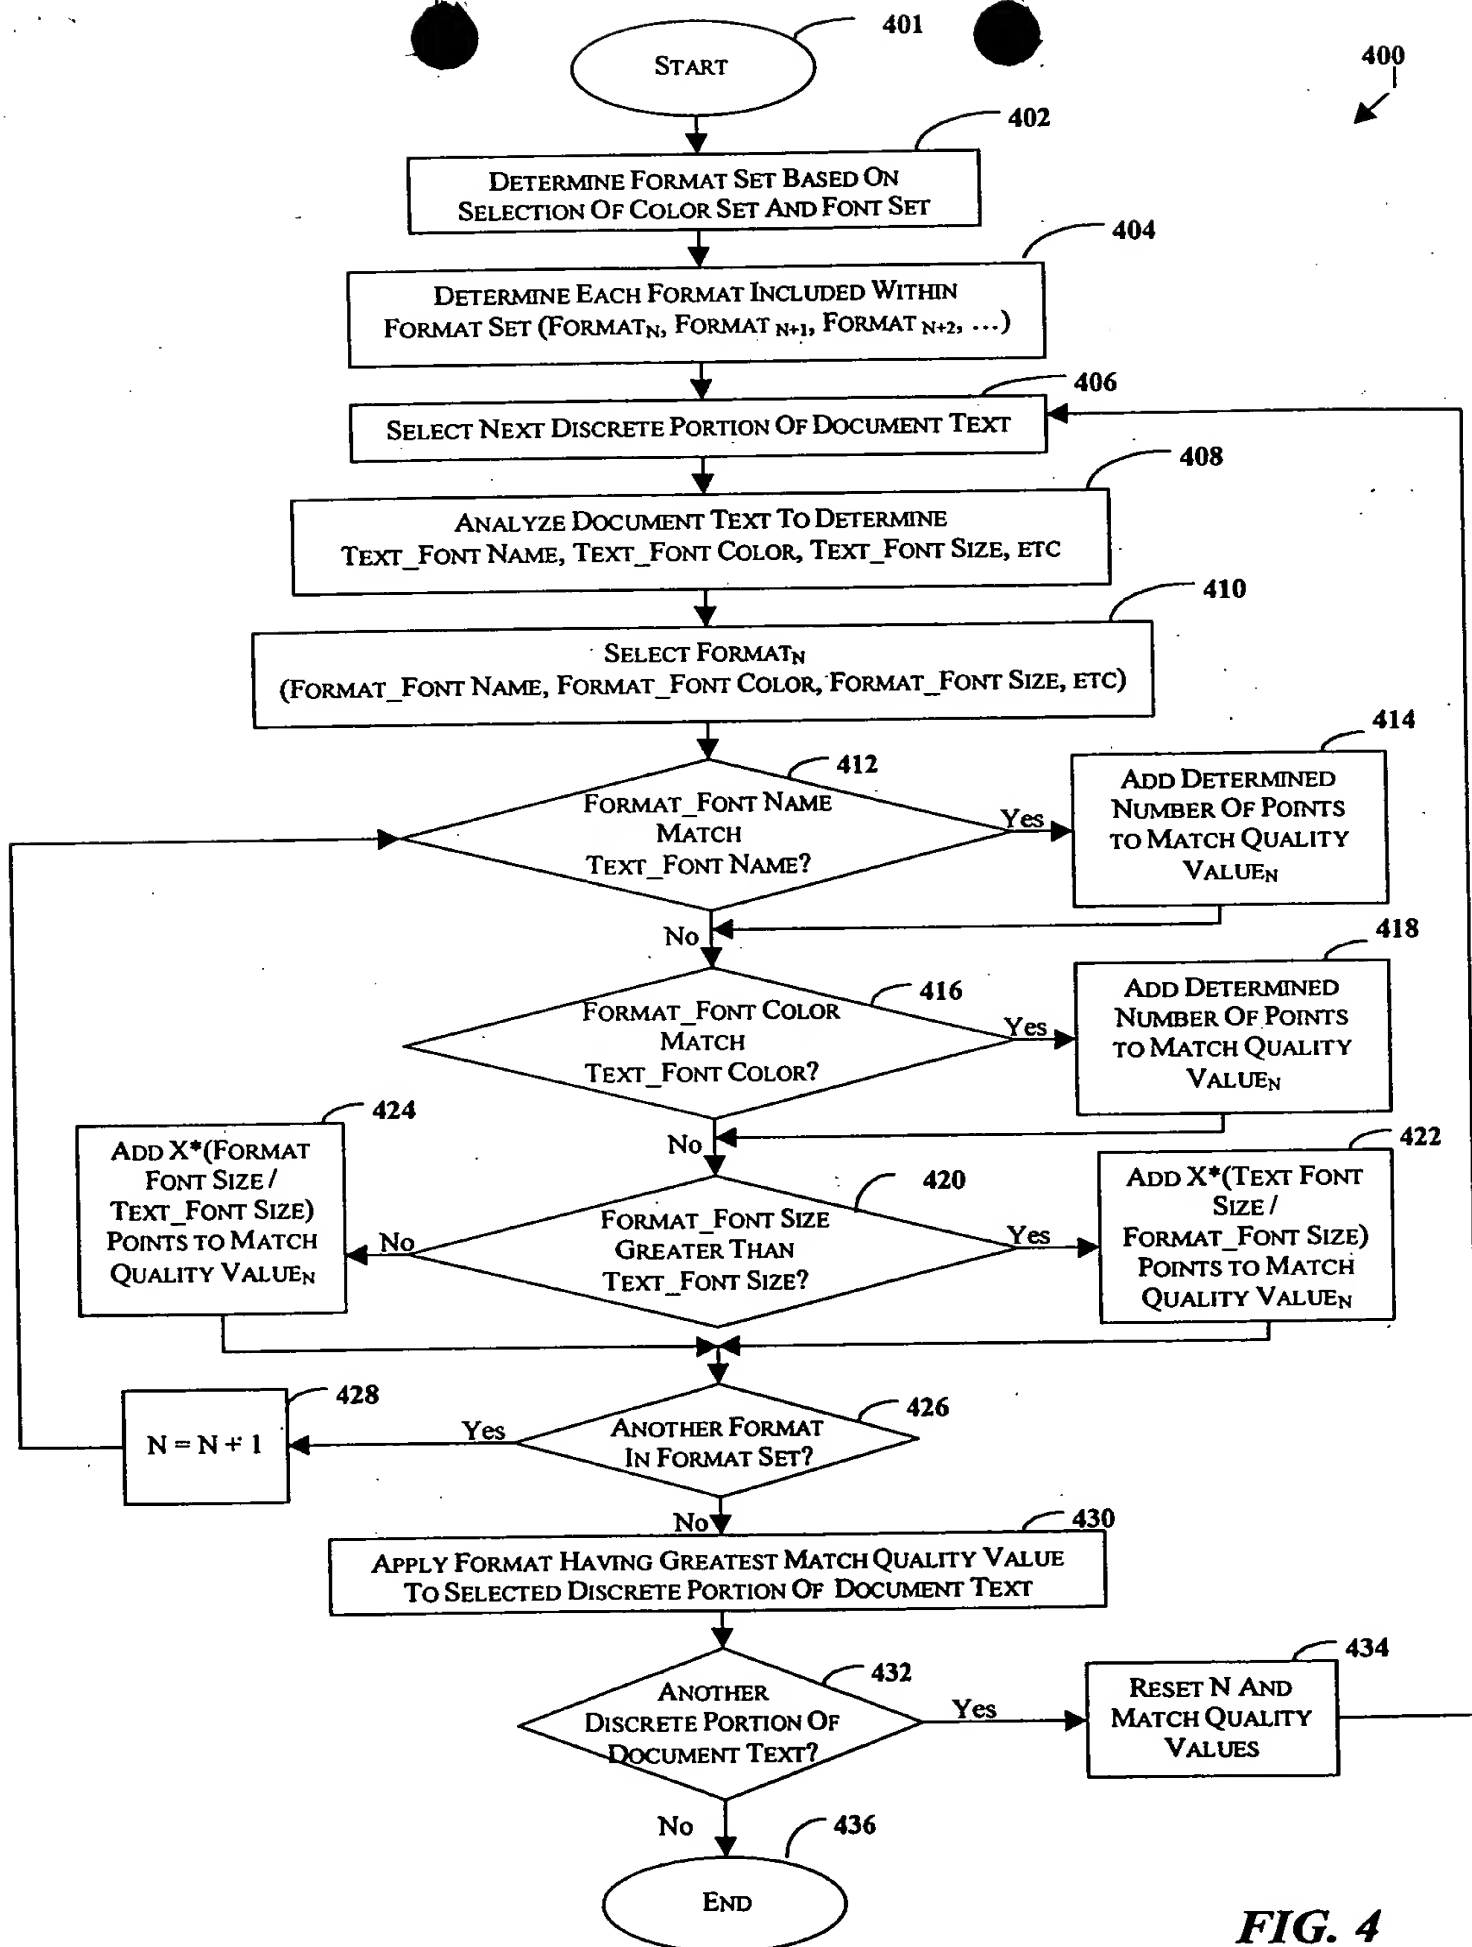 401
START
400
402
DETERMINE FORMAT SET BASED ON
SELECTION OF COLOR SET AND FONT SET
404
DETERMINE EACH FORMAT INCLUDED WITHIN
FORMAT SET (FORMATN, FORMAT N+1, FORMAT N+2, ...)
406
SELECT NEXT DISCRETE PORTION OF DOCUMENT TEXT
408
ANALYZE DOCUMENT TEXT TO DETERMINE
TEXT_FONT NAME, TEXT_FONT COLOR, TEXT_FONT SIZE, ETC
410
SELECT FORMATN
(FORMAT_FONT NAME, FORMAT_FONT COLOR, FORMAT_FONT SIZE, ETC)
412
FORMAT_FONT NAME
MATCH
TEXT_FONT NAME?
Yes
414
ADD DETERMINED
NUMBER OF POINTS
TO MATCH QUALITY
VALUEN
No
416
FORMAT_FONT COLOR
MATCH
TEXT_FONT COLOR?
Yes
418
ADD DETERMINED
NUMBER OF POINTS
TO MATCH QUALITY
VALUEN
No
424
ADD X*(FORMAT
FONT SIZE /
TEXT_FONT SIZE)
POINTS TO MATCH
QUALITY VALUEN
No
420
FORMAT_FONT SIZE
GREATER THAN
TEXT_FONT SIZE?
Yes
422
ADD X*(TEXT FONT
SIZE /
FORMAT_FONT SIZE)
POINTS TO MATCH
QUALITY VALUEN
428
N = N + 1
Yes
426
ANOTHER FORMAT
IN FORMAT SET?
No
430
APPLY FORMAT HAVING GREATEST MATCH QUALITY VALUE
TO SELECTED DISCRETE PORTION OF DOCUMENT TEXT
432
ANOTHER
DISCRETE PORTION OF
DOCUMENT TEXT?
Yes
434
RESET N AND
MATCH QUALITY
VALUES
No
436
END
FIG. 4